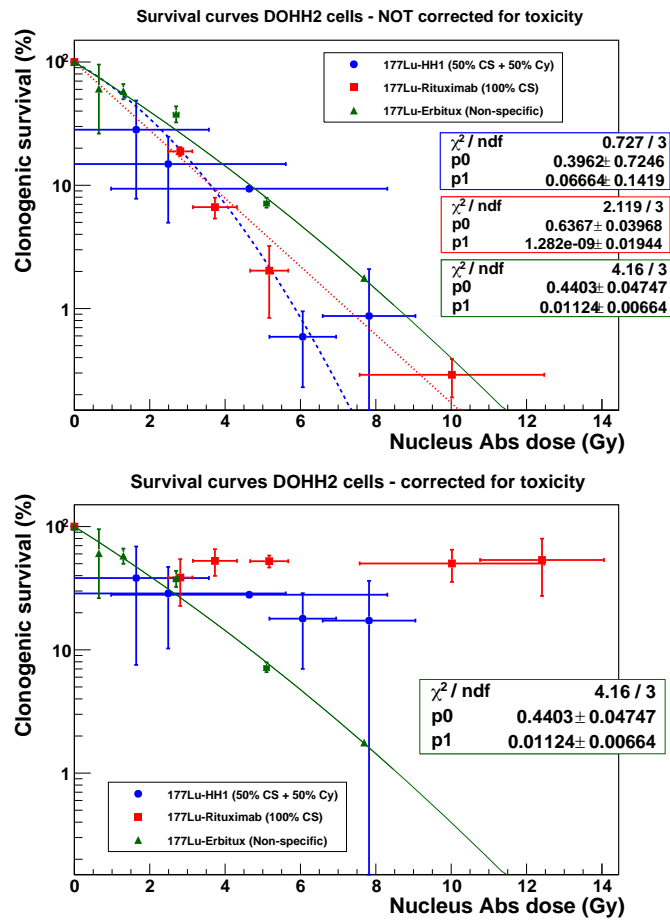 Survival curves DOHH2 cells - NOT corrected for toxicity
Clonogenic survival (%)
10²
10
1
177Lu-HH1 (50% CS + 50% Cy)
177Lu-Rituximab (100% CS)
177Lu-Erbitux (Non-specific)
χ² / ndf 0.727 / 3
p0 0.3962± 0.7246
p1 0.06664± 0.1419
χ² / ndf 2.119 / 3
p0 0.6367± 0.03968
p1 1.282e-09± 0.01944
χ² / ndf 4.16 / 3
p0 0.4403± 0.04747
p1 0.01124± 0.00664
0 2 4 6 8 10 12 14
Nucleus Abs dose (Gy)
Survival curves DOHH2 cells - corrected for toxicity
Clonogenic survival (%)
10²
10
1
χ² / ndf 4.16 / 3
p0 0.4403± 0.04747
p1 0.01124± 0.00664
177Lu-HH1 (50% CS + 50% Cy)
177Lu-Rituximab (100% CS)
177Lu-Erbitux (Non-specific)
0 2 4 6 8 10 12 14
Nucleus Abs dose (Gy)